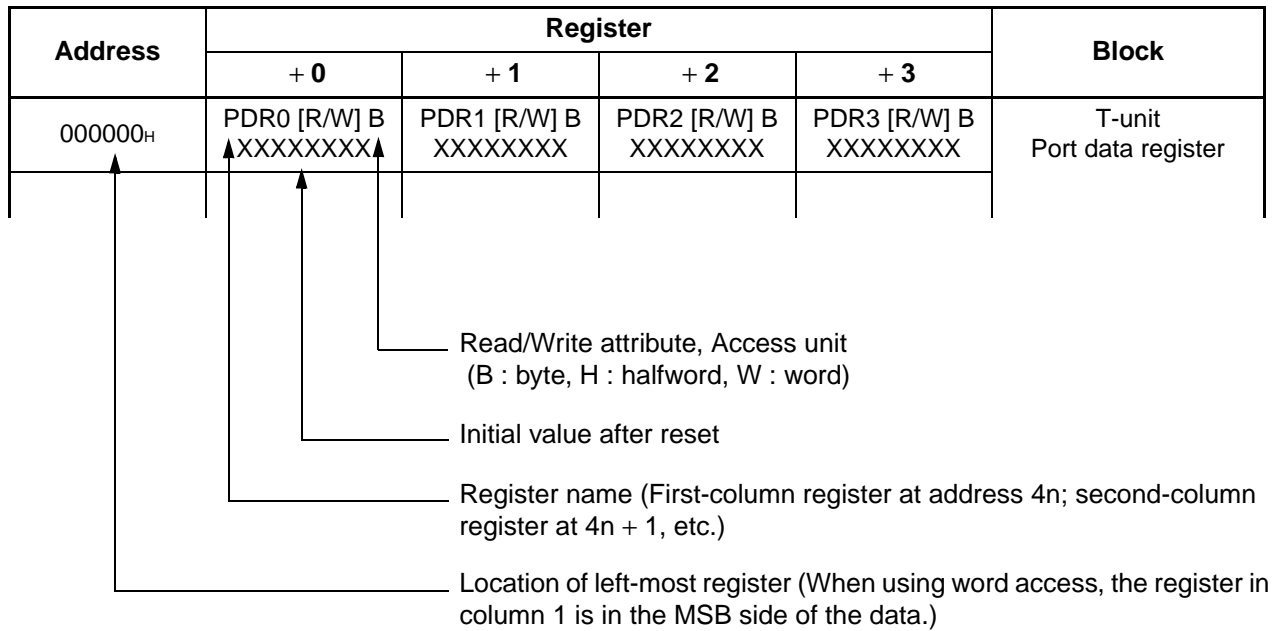 Address Register Block
+ 0 + 1 + 2 + 3
000000H PDR0 [R/W] B PDR1 [R/W] B PDR2 [R/W] B PDR3 [R/W] B T-unit
XXXXXXXX XXXXXXXX XXXXXXXX XXXXXXXX Port data register
Read/Write attribute, Access unit
(B : byte, H : halfword, W : word)
Initial value after reset
Register name (First-column register at address 4n; second-column
register at 4n + 1, etc.)
Location of left-most register (When using word access, the register in
column 1 is in the MSB side of the data.)